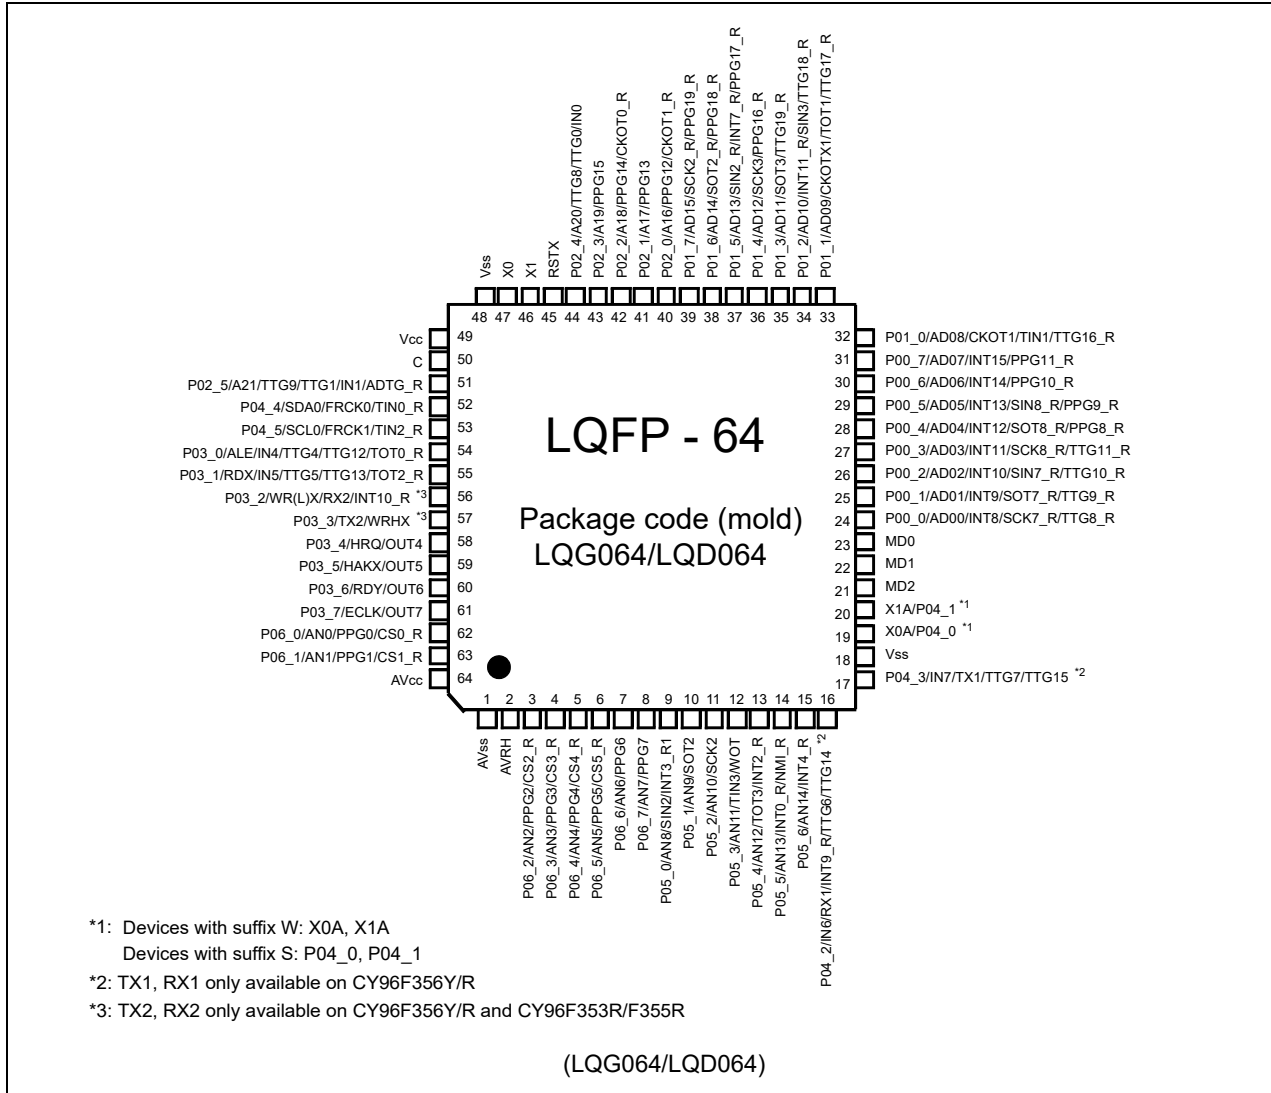 P02_4/A20/TTG8/TTG0/IN0
P02_3/A19/PPG15
P02_2/A18/PPG14/CKOT0_R
P02_1/A17/PPG13
P02_0/A16/PPG12/CKOT1_R
P01_7/AD15/SCK2_R/PPG19_R
P01_6/AD14/SOT2_R/PPG18_R
P01_5/AD13/SIN2_R/INT7_R/PPG17_R
P01_4/AD12/SCK3/PPG16_R
P01_3/AD11/SOT3/TTG19_R
P01_2/AD10/INT11_R/SIN3/TTG18_R
P01_1/AD09/CKOTX1/TOT1/TTG17_R
Vss
X0
X1
RSTX
48 47 46 45 44 43 42 41 40 39 38 37 36 35 34 33
Vcc 49
C 50
P02_5/A21/TTG9/TTG1/IN1/ADTG_R 51
P04_4/SDA0/FRCK0/TIN0_R 52
P04_5/SCL0/FRCK1/TIN2_R 53
P03_0/ALE/IN4/TTG4/TTG12/TOT0_R 54
P03_1/RDX/IN5/TTG5/TTG13/TOT2_R 55
P03_2/WR(L)X/RX2/INT10_R *3 56
P03_3/TX2/WRHX *3 57
P03_4/HRQ/OUT4 58
P03_5/HAKX/OUT5 59
P03_6/RDY/OUT6 60
P03_7/ECLK/OUT7 61
P06_0/AN0/PPG0/CS0_R 62
P06_1/AN1/PPG1/CS1_R 63
AVcc 64
LQFP - 64
Package code (mold)
LQG064/LQD064
32 P01_0/AD08/CKOT1/TIN1/TTG16_R
31 P00_7/AD07/INT15/PPG11_R
30 P00_6/AD06/INT14/PPG10_R
29 P00_5/AD05/INT13/SIN8_R/PPG9_R
28 P00_4/AD04/INT12/SOT8_R/PPG8_R
27 P00_3/AD03/INT11/SCK8_R/TTG11_R
26 P00_2/AD02/INT10/SIN7_R/TTG10_R
25 P00_1/AD01/INT9/SOT7_R/TTG9_R
24 P00_0/AD00/INT8/SCK7_R/TTG8_R
23 MD0
22 MD1
21 MD2
20 X1A/P04_1 *1
19 X0A/P04_0 *1
18 Vss
17 P04_3/IN7/TX1/TTG7/TTG15 *2
1 2 3 4 5 6 7 8 9 10 11 12 13 14 15 16
AVss
AVRH
P06_2/AN2/PPG2/CS2_R
P06_3/AN3/PPG3/CS3_R
P06_4/AN4/PPG4/CS4_R
P06_5/AN5/PPG5/CS5_R
P06_6/AN6/PPG6
P06_7/AN7/PPG7
P05_0/AN8/SIN2/INT3_R1
P05_1/AN9/SOT2
P05_2/AN10/SCK2
P05_3/AN11/TIN3/WOT
P05_4/AN12/TOT3/INT2_R
P05_5/AN13/INT0_R/NMI_R
P05_6/AN14/INT4_R
P04_2/IN6/RX1/INT9_R/TTG6/TTG14 *2
*1: Devices with suffix W: X0A, X1A
Devices with suffix S: P04_0, P04_1
*2: TX1, RX1 only available on CY96F356Y/R
*3: TX2, RX2 only available on CY96F356Y/R and CY96F353R/F355R
(LQG064/LQD064)